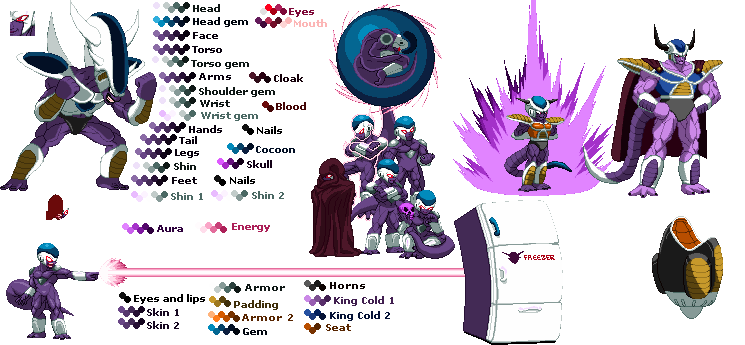 Head
Eyes
Head gem
Mouth
Face
Torso
Torso gem
Arms
Cloak
Shoulder gem
Wrist
Blood
Wrist gem
Hands
Nails
Tail
Cocoon
Legs
Skull
Shin
Feet
Nails
Shin 1
Shin 2
Aura
Energy
FREEZER
Armor
Horns
Eyes and lips
Padding
King Cold 1
Skin 1
Armor 2
King Cold 2
Skin 2
Gem
Seat